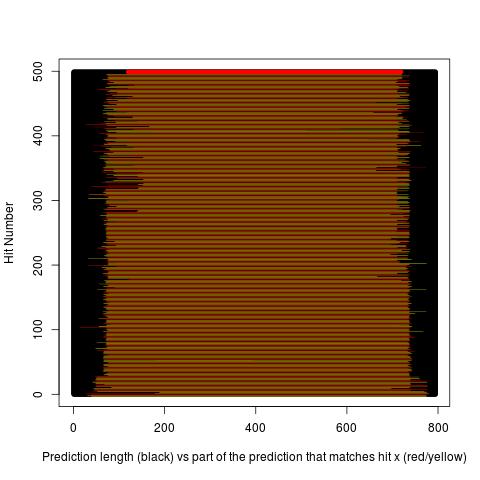 500
400
300
200
100
0
Hit Number
0 200 400 600 800
Prediction length (black) vs part of the prediction that matches hit x (red/yellow)